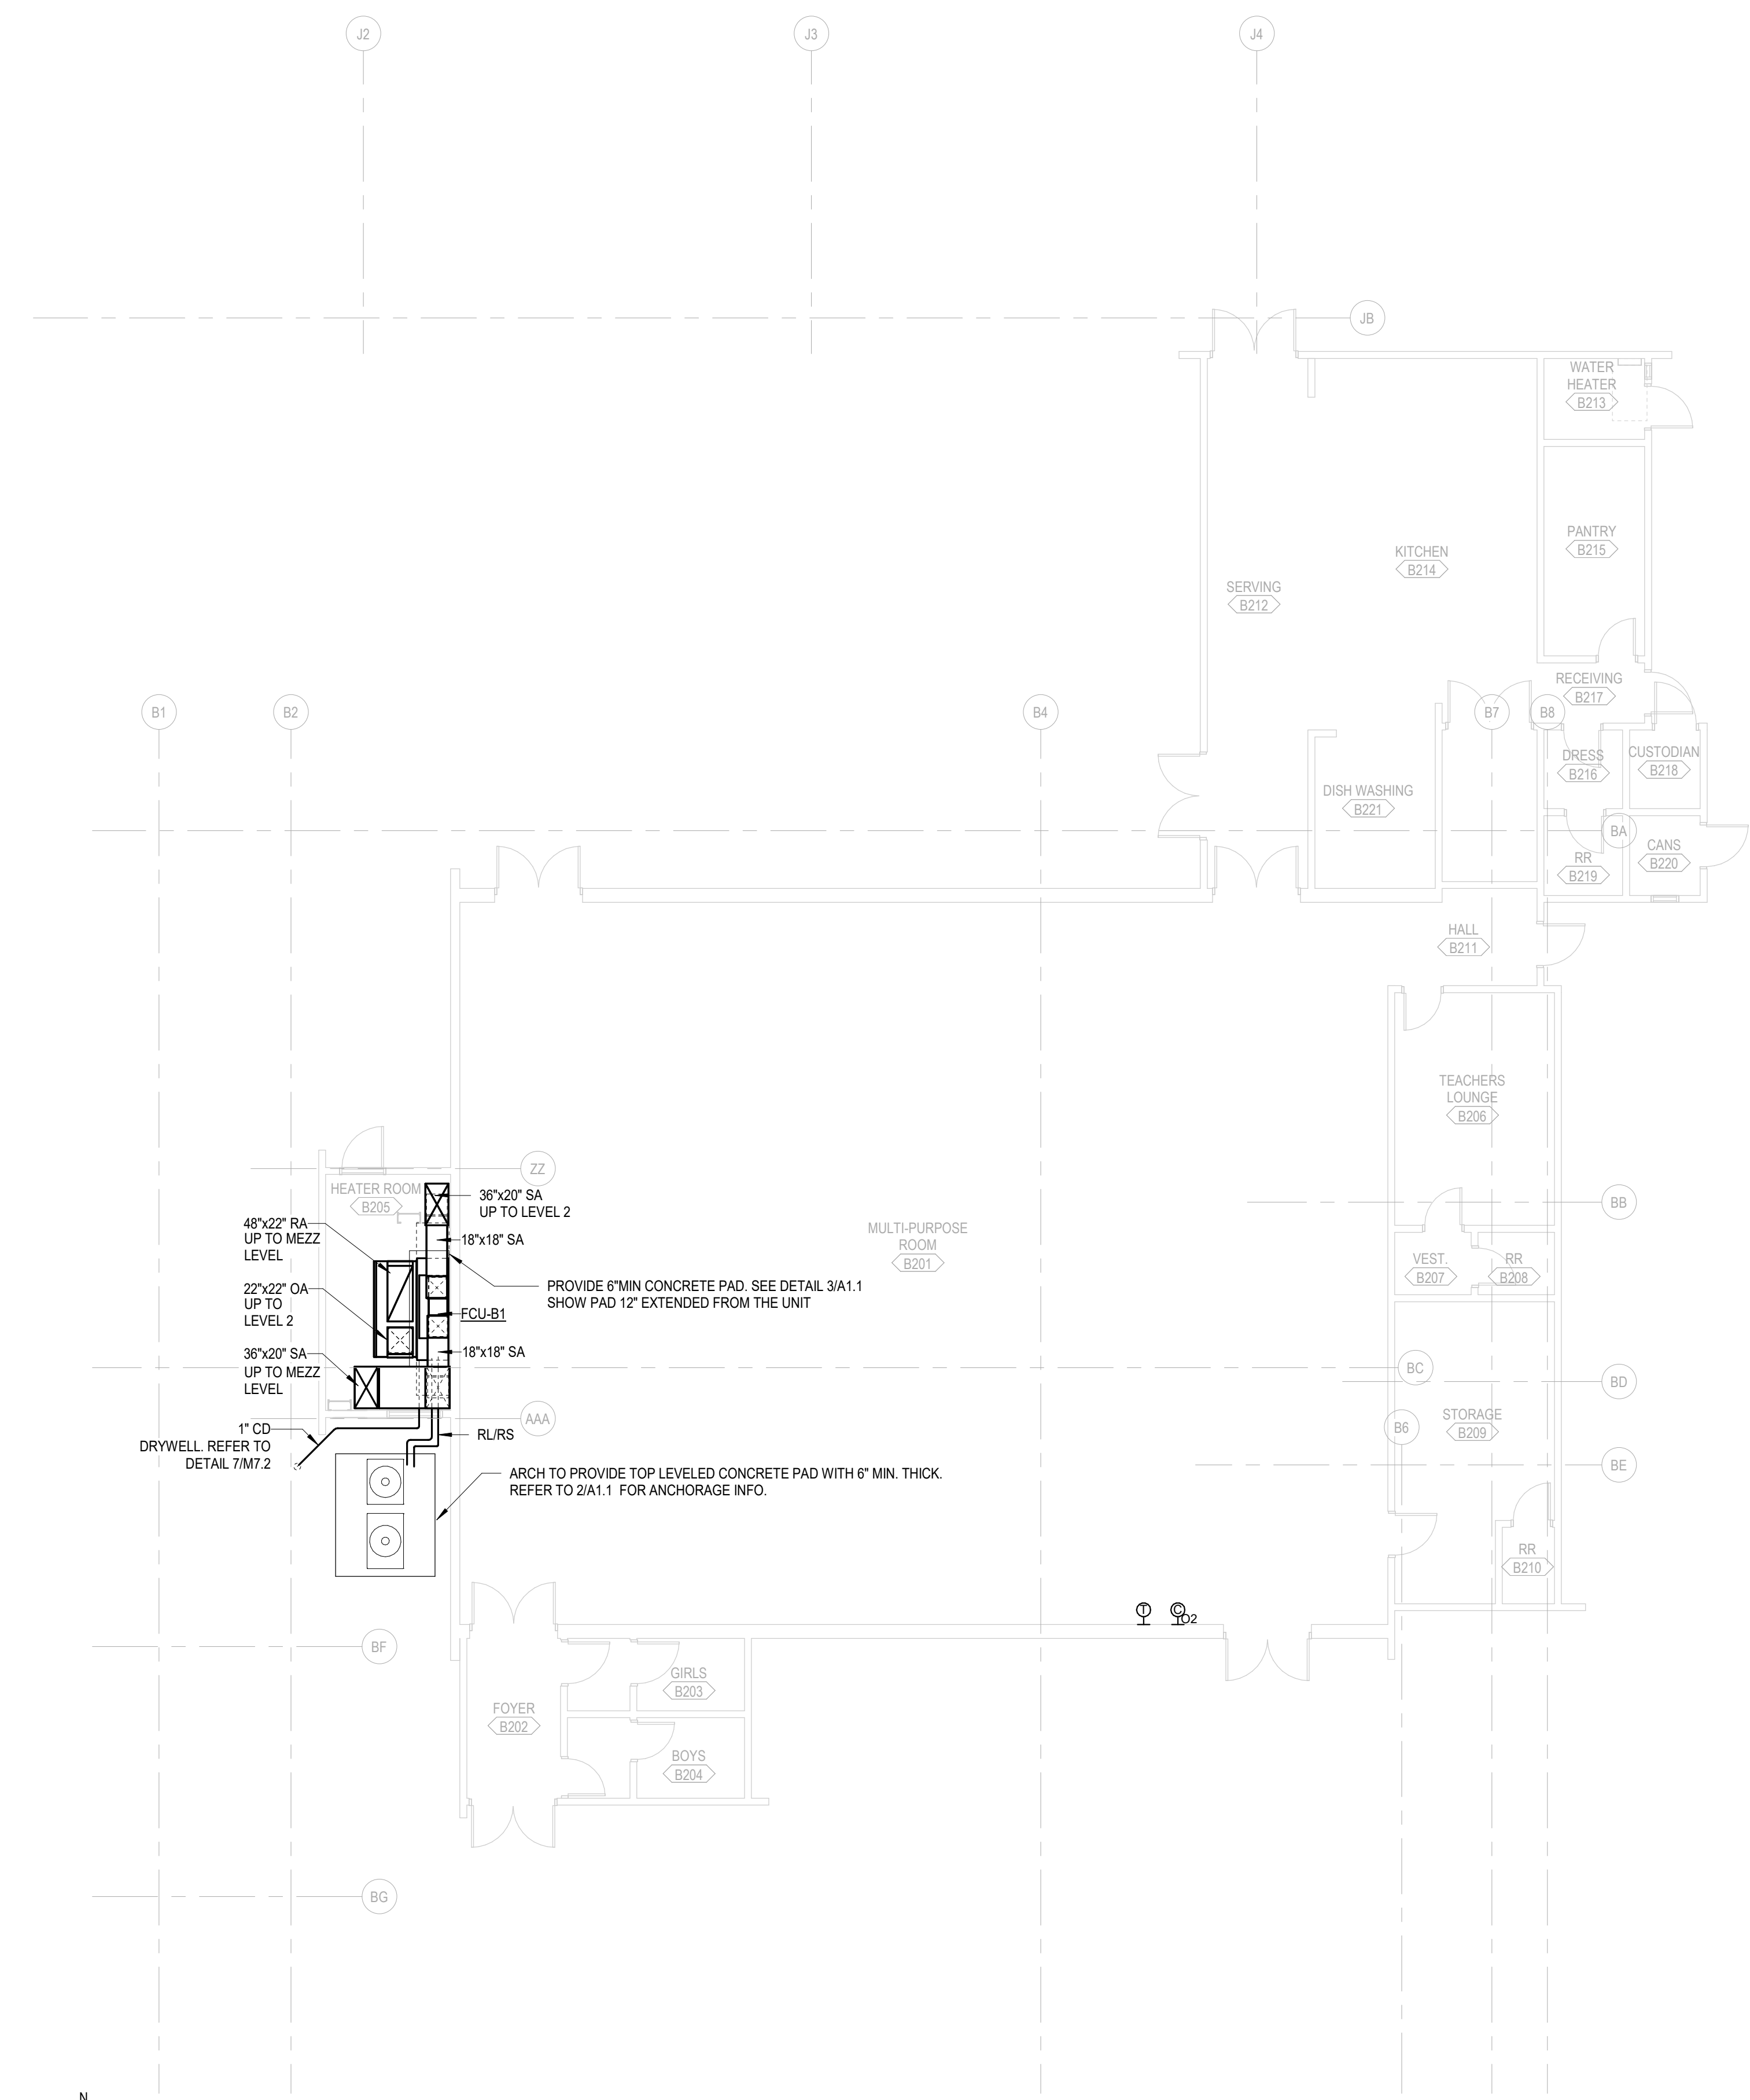 J2
J3
J4
JB
WATER
HEATER
B213
PANTRY
B215
KITCHEN
B214
SERVING
B212
RECEIVING
B217
B1
B2
B4
B7
B8
DRESS
B216
CUSTODIAN
B218
DISH WASHING
B221
BA
RR
B219
CANS
B220
HALL
B211
TEACHERS
LOUNGE
B206
ZZ
HEATER ROOM
B205
36"x20" SA
UP TO LEVEL 2
BB
48"x22" RA
UP TO MEZZ
LEVEL
18"x18" SA
MULTI-PURPOSE
ROOM
B201
VEST.
B207
RR
B208
22"x22" OA
UP TO
LEVEL 2
PROVIDE 6"MIN CONCRETE PAD. SEE DETAIL 3/A1.1
SHOW PAD 12" EXTENDED FROM THE UNIT
FCU-B1
36"x20" SA
UP TO MEZZ
LEVEL
18"x18" SA
BC
BD
AAA
STORAGE
B209
B6
1" CD
DRYWELL. REFER TO
DETAIL 7/M7.2
RL/RS
BE
ARCH TO PROVIDE TOP LEVELED CONCRETE PAD WITH 6" MIN. THICK.
REFER TO 2/A1.1 FOR ANCHORAGE INFO.
RR
B210
T
C
O2
BF
GIRLS
B203
FOYER
B202
BOYS
B204
BG
N